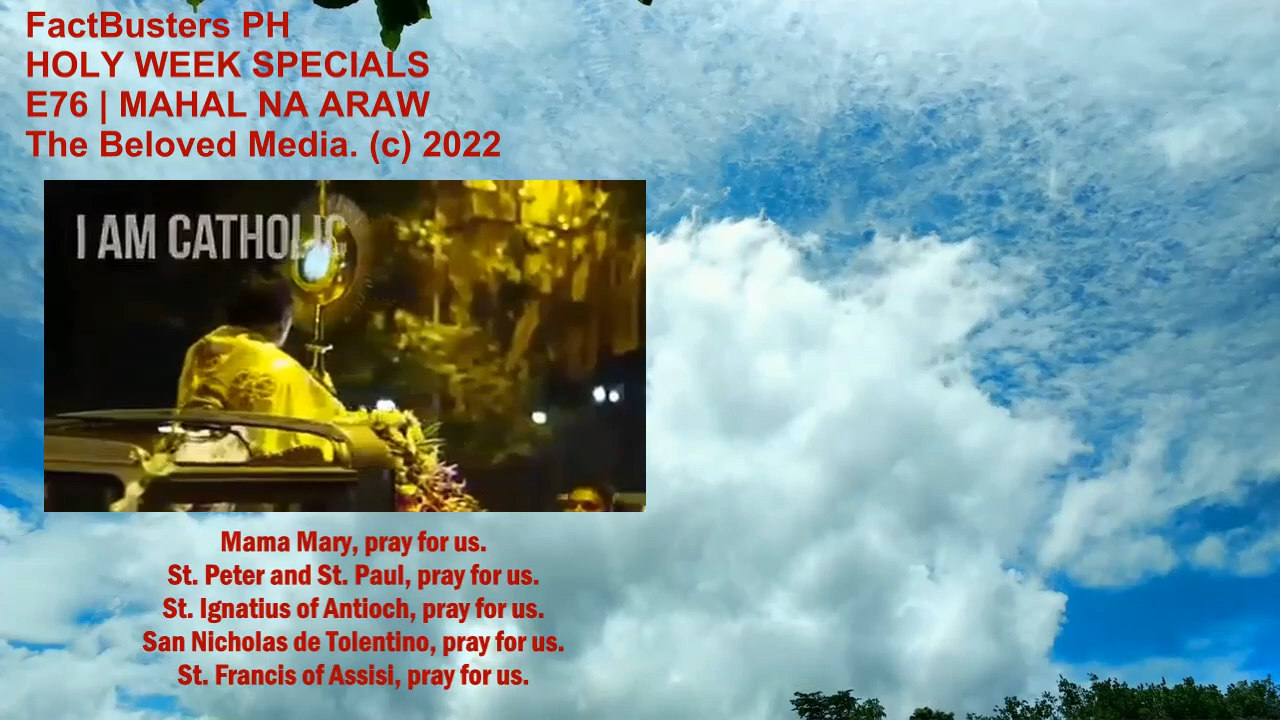 FactBusters PH
HOLY WEEK SPECIALS
E76 | MAHAL NA ARAW
The Beloved Media. (c) 2022
I AM CATHOLIC
Mama Mary, pray for us.
St. Peter and St. Paul, pray for us.
St. Ignatius of Antioch, pray for us.
San Nicholas de Tolentino, pray for us.
St. Francis of Assisi, pray for us.